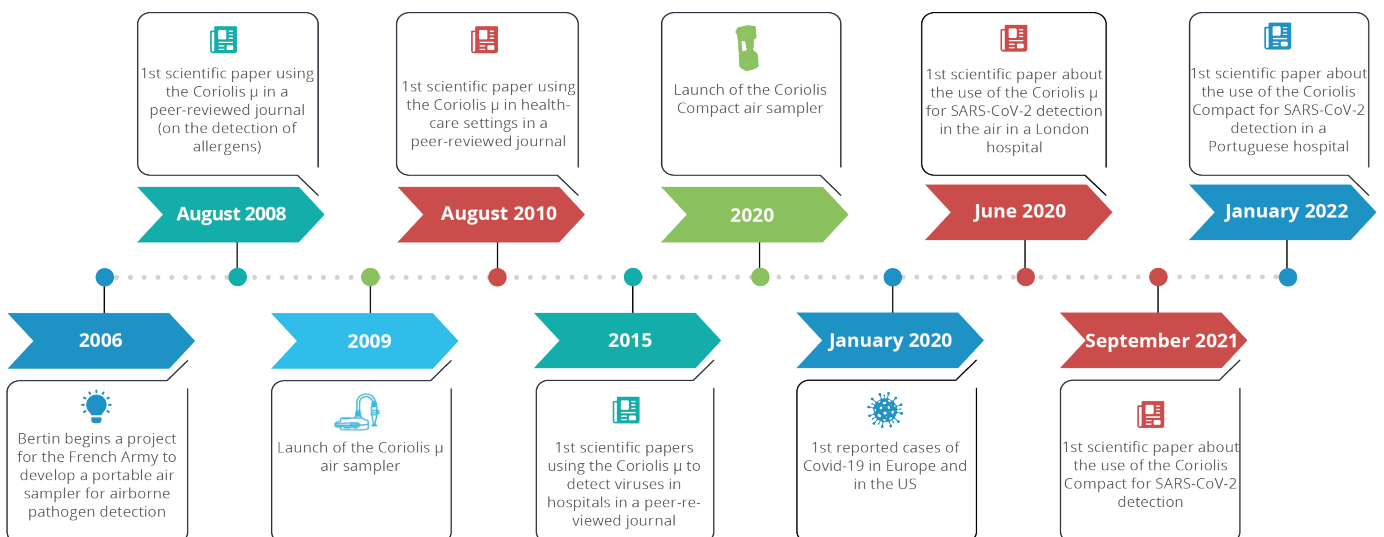 1st scientific paper using
the Coriolis µ in a
peer-reviewed journal
(on the detection of
allergens)
August 2008
1st scientific paper using
the Coriolis µ in health-
care settings in a
peer-reviewed journal
August 2010
Launch of the Coriolis
Compact air sampler
2020
1st scientific paper about
the use of the Coriolis µ
for SARS-CoV-2 detection
in the air in a London
hospital
June 2020
1st scientific paper about
the use of the Coriolis
Compact for SARS-CoV-2
detection in a
Portuguese hospital
January 2022
2006
Bertin begins a project
for the French Army to
develop a portable air
sampler for airborne
pathogen detection
2009
Launch of the Coriolis µ
air sampler
2015
1st scientific papers
using the Coriolis µ to
detect viruses in
hospitals in a peer-re-
viewed journal
January 2020
1st reported cases of
Covid-19 in Europe and
in the US
September 2021
1st scientific paper about
the use of the Coriolis
Compact for SARS-CoV-2
detection